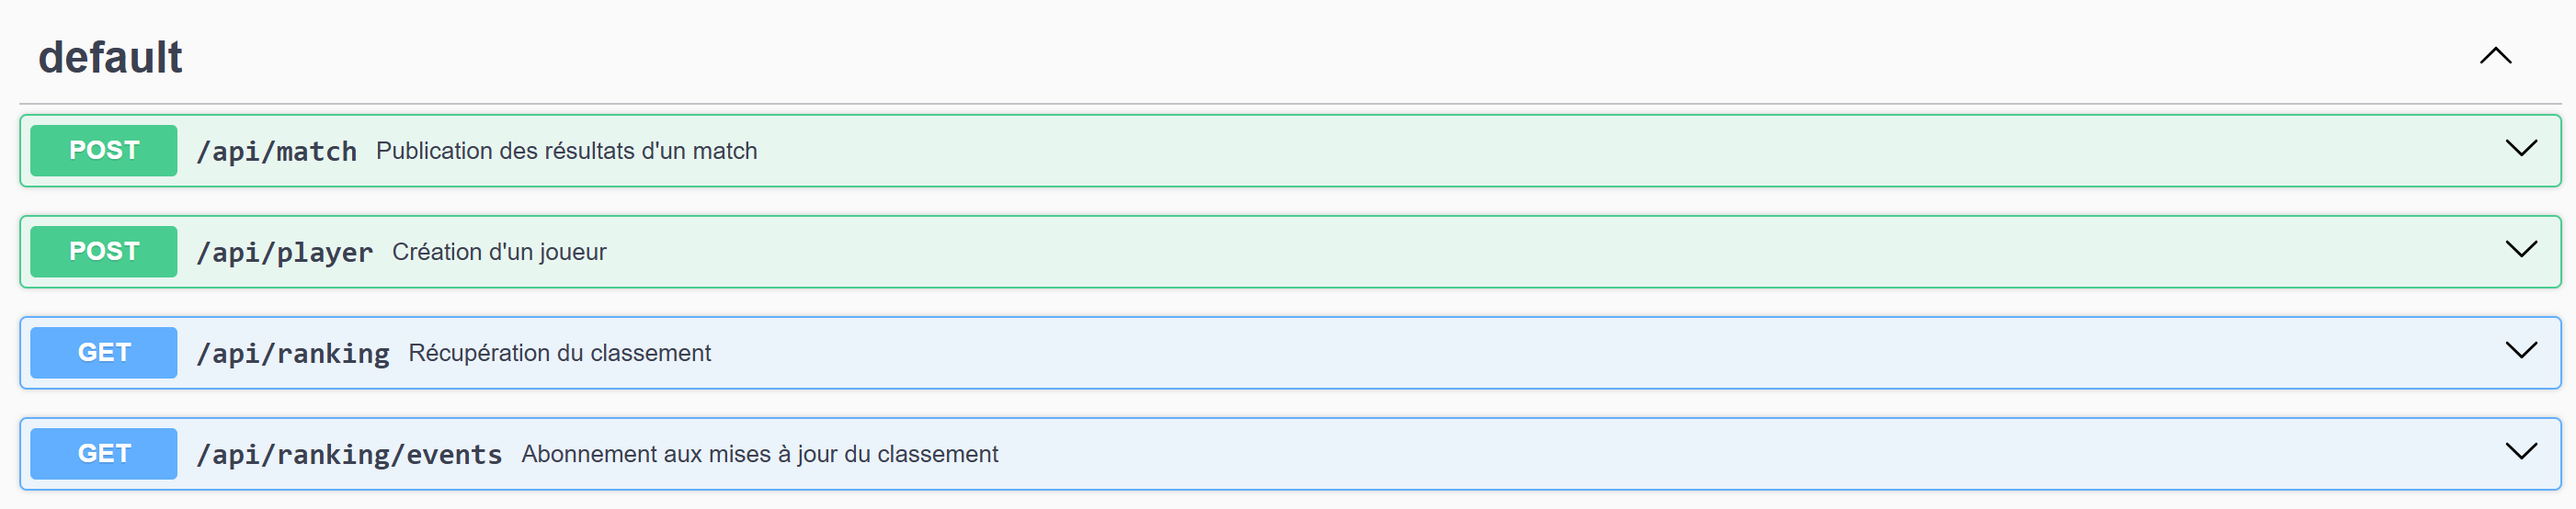 default
POST /api/match Publication des résultats d'un match
POST /api/player Création d'un joueur
GET /api/ranking Récupération du classement
GET /api/ranking/events Abonnement aux mises à jour du classement